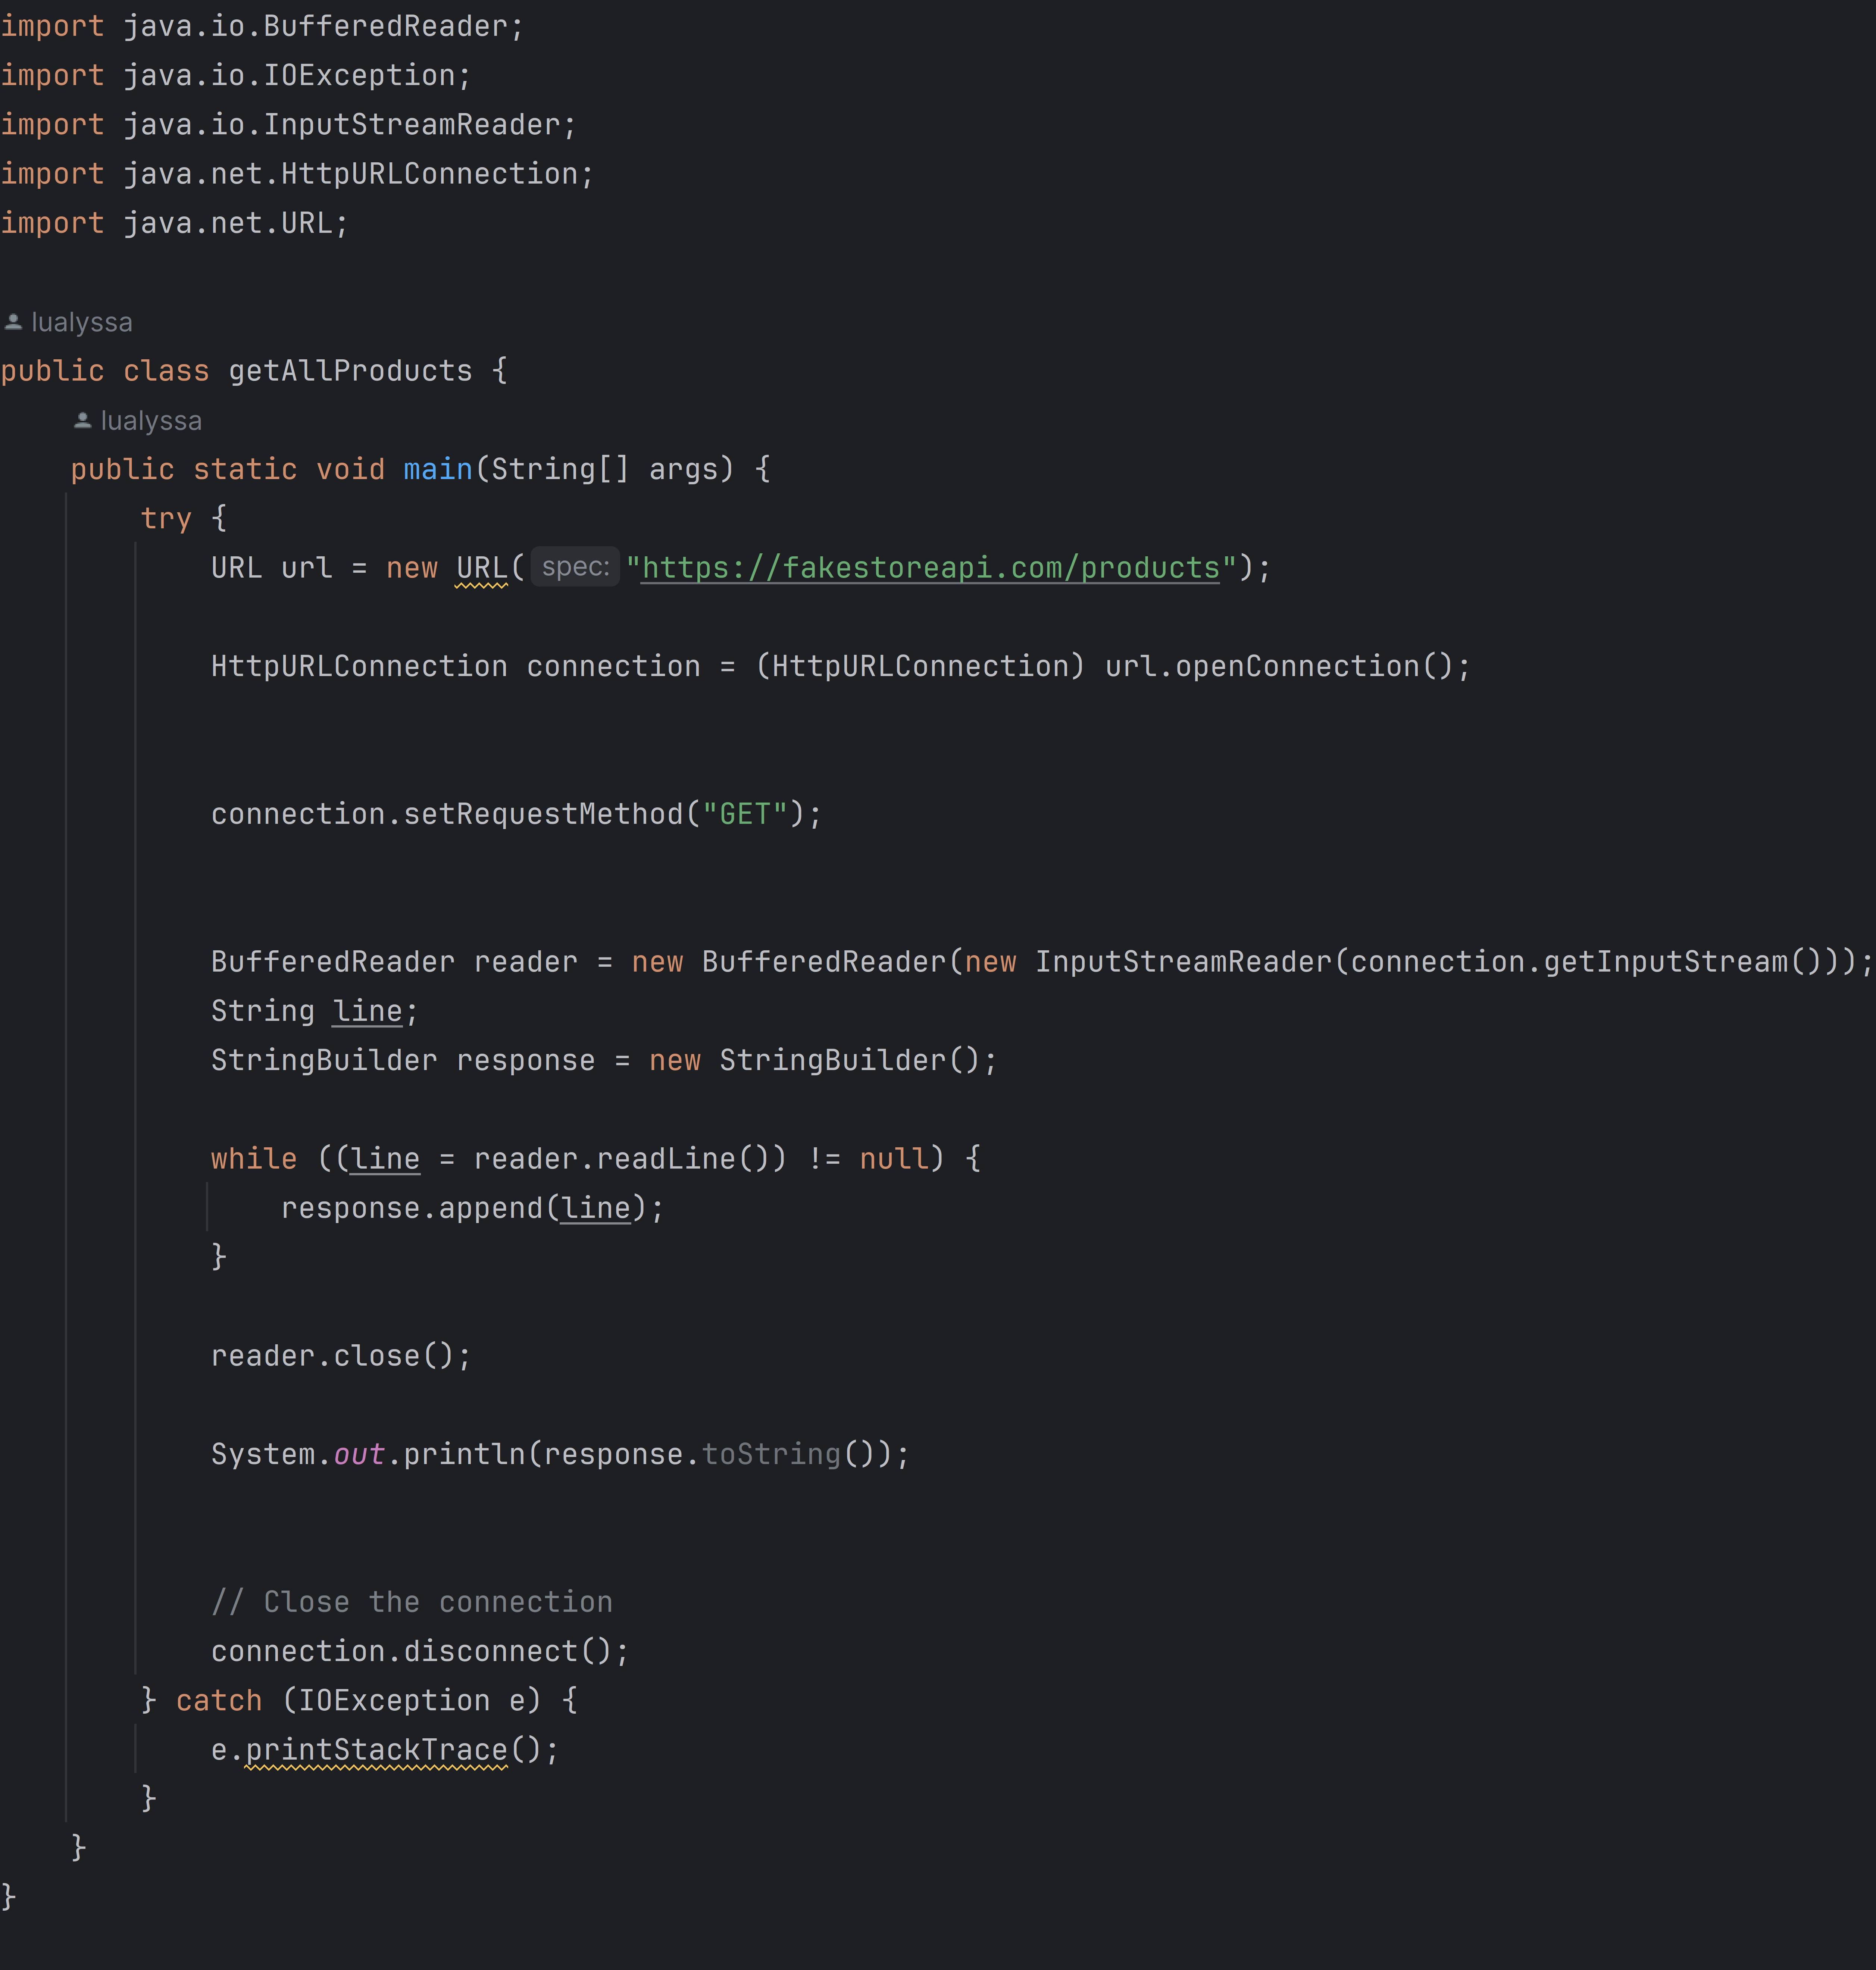 import java.io.BufferedReader;
import java.io.IOException;
import java.io.InputStreamReader;
import java.net.HttpURLConnection;
import java.net.URL;
lualyssa
public class getAllProducts {
lualyssa
public static void main(String[] args) {
try {
URL url = new URL( spec: "https://fakestoreapi.com/products");
HttpURLConnection connection = (HttpURLConnection) url.openConnection();
connection.setRequestMethod("GET");
BufferedReader reader = new BufferedReader(new InputStreamReader(connection.getInputStream()));
String line;
StringBuilder response = new StringBuilder();
while ((line = reader.readLine()) != null) {
response.append(line);
}
reader.close();
System.out.println(response.toString());
// Close the connection
connection.disconnect();
} catch (IOException e) {
e.printStackTrace();
}
}
}